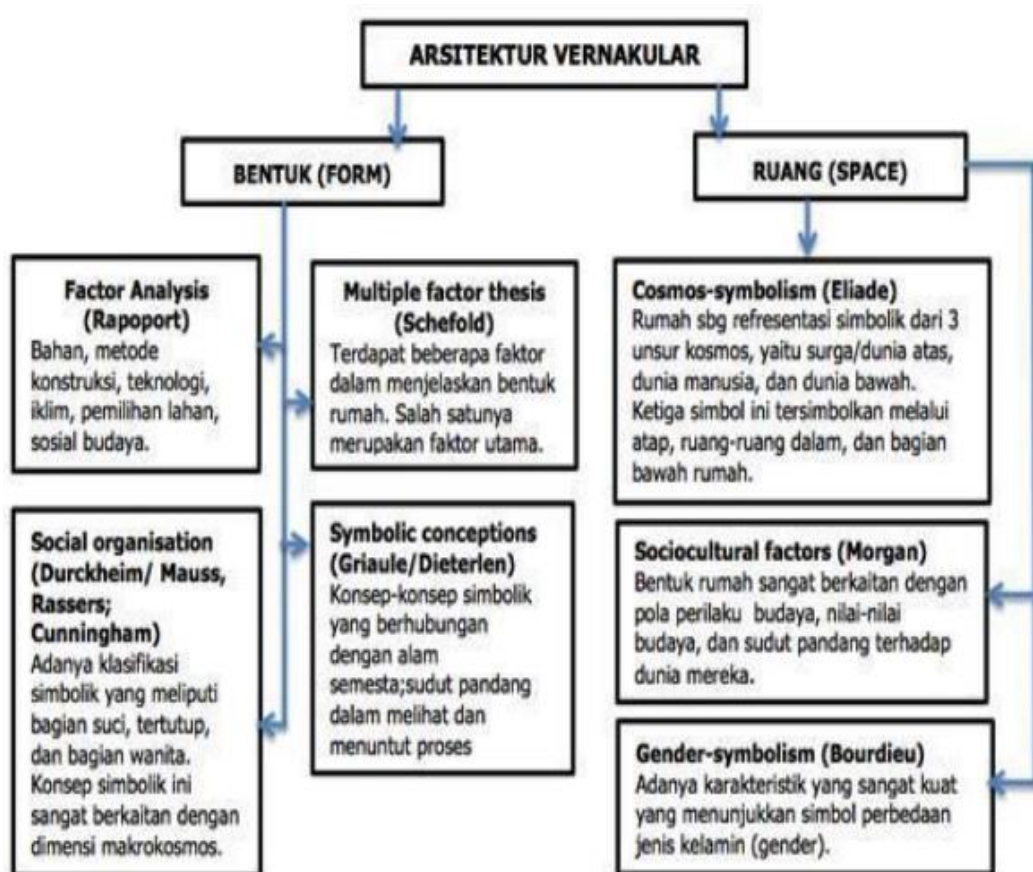 ARSITEKTUR VERNAKULAR
BENTUK (FORM)
RUANG (SPACE)
Factor Analysis
(Rapoport)
Bahan, metode
konstruksi, teknologi,
iklim, pemilihan lahan,
sosial budaya.
Multiple factor thesis
(Schefold)
Terdapat beberapa faktor
dalam menjelaskan bentuk
rumah. Salah satunya
merupakan faktor utama.
Social organisation
(Durckheim/ Mauss,
Rassers;
Cunningham)
Adanya klasifikasi
simbolik yang meliputi
bagian suci, tertutup,
dan bagian wanita.
Konsep simbolik ini
sangat berkaitan dengan
dimensi makrokosmos.
Symbolic conceptions
(Griaule/Dieterlen)
Konsep-konsep simbolik
yang berhubungan
dengan alam
semesta;sudut pandang
dalam melihat dan
menuntut proses
Cosmos-symbolism (Eliade)
Rumah sbg refresentasi simbolik dari 3
unsur kosmos, yaitu surga/dunia atas,
dunia manusia, dan dunia bawah.
Ketiga simbol ini tersimbolkan melalui
atap, ruang-ruang dalam, dan bagian
bawah rumah.
Sociocultural factors (Morgan)
Bentuk rumah sangat berkaitan dengan
pola perilaku budaya, nilai-nilai
budaya, dan sudut pandang terhadap
dunia mereka.
Gender-symbolism (Bourdieu)
Adanya karakteristik yang sangat kuat
yang menunjukkan simbol perbedaan
jenis kelamin (gender).